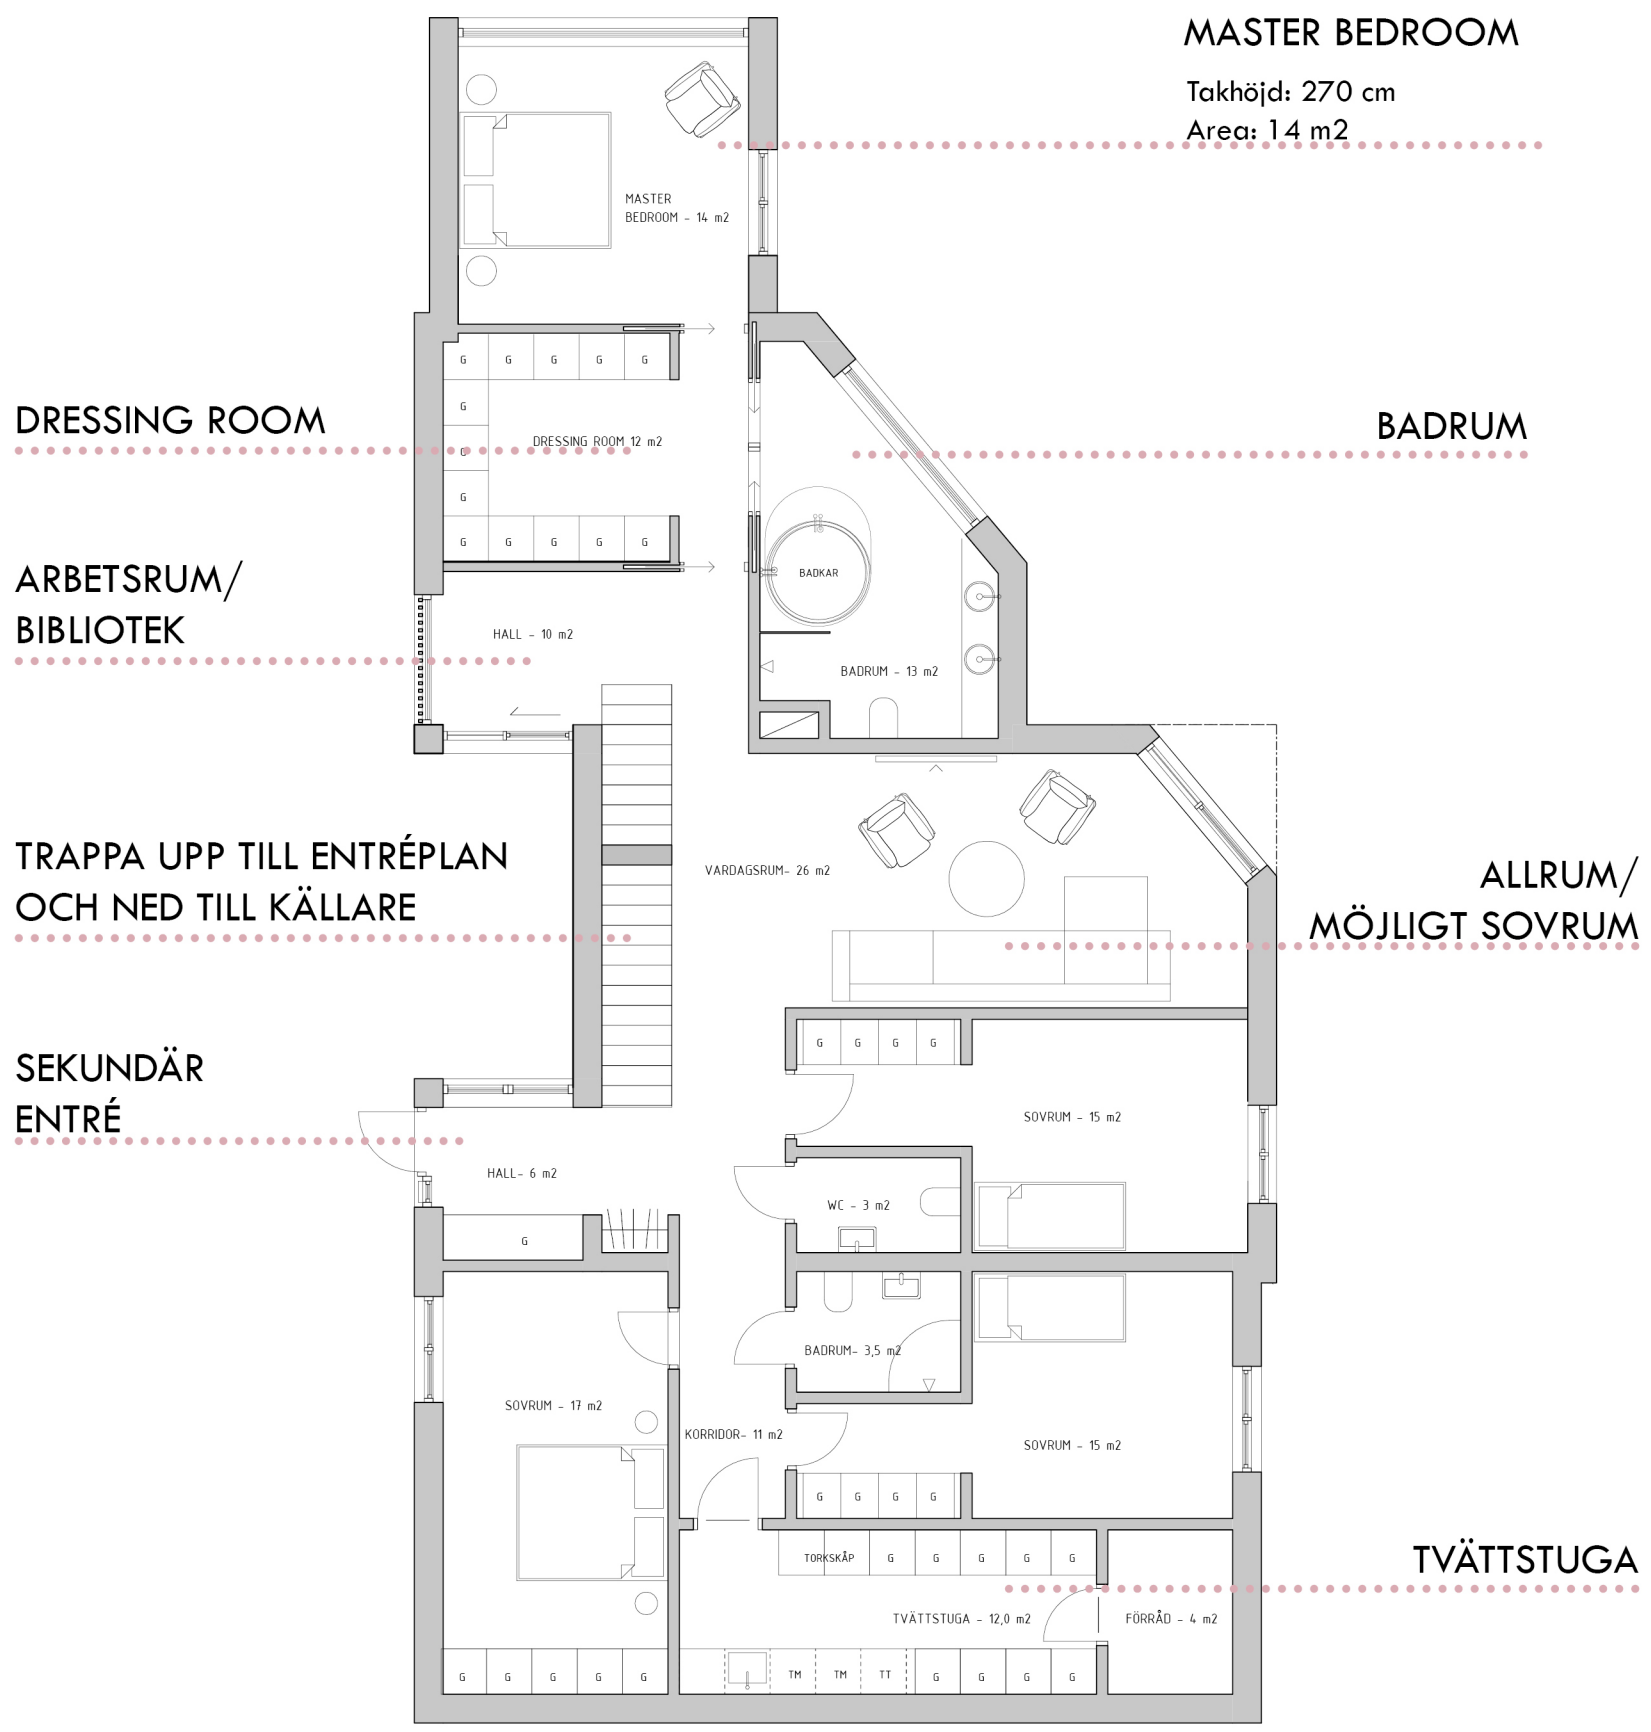 MASTER BEDROOM
Takhöjd: 270 cm
Area: 14 m2
MASTER
BEDROOM - 14 m2
G G G G G
G
DRESSING ROOM
BADRUM
DRESSING ROOM 12 m2
G
G
G G G G G
ARBETSRUM/
BIBLIOTEK
BADKAR
HALL - 10 m2
BADRUM - 13 m2
TRAPPA UPP TILL ENTRÉPLAN
OCH NED TILL KÄLLARE
VARDAGSRUM- 26 m2
ALLRUM/
MÖJLIGT SOVRUM
G G G G
SEKUNDÄR
ENTRÉ
SOVRUM - 15 m2
HALL- 6 m2
WC - 3 m2
G
BADRUM- 3,5 m2
SOVRUM - 17 m2
KORRIDOR- 11 m2
SOVRUM - 15 m2
G G G G
TORKSKÅP G G G G G
TVÄTTSTUGA
TVÄTTSTUGA - 12,0 m2
FÖRRÅD - 4 m2
G G G G G
TM TM TT G G G G